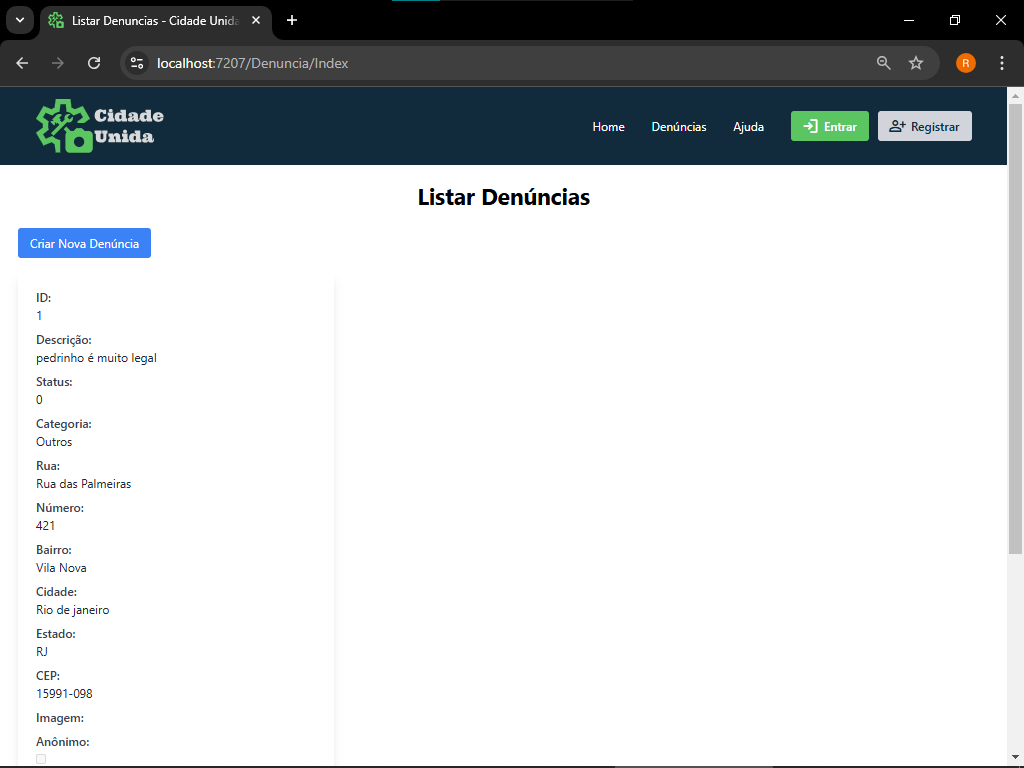 Listar Denuncias - Cidade Unida
localhost:7207/Denuncia/Index
R
Cidade
Unida
Home
Denúncias
Ajuda
Entrar
Registrar
Listar Denúncias
Criar Nova Denúncia
ID:
1
Descrição:
pedrinho é muito legal
Status:
0
Categoria:
Outros
Rua:
Rua das Palmeiras
Número:
421
Bairro:
Vila Nova
Cidade:
Rio de janeiro
Estado:
RJ
CEP:
15991-098
Imagem:
Anônimo: